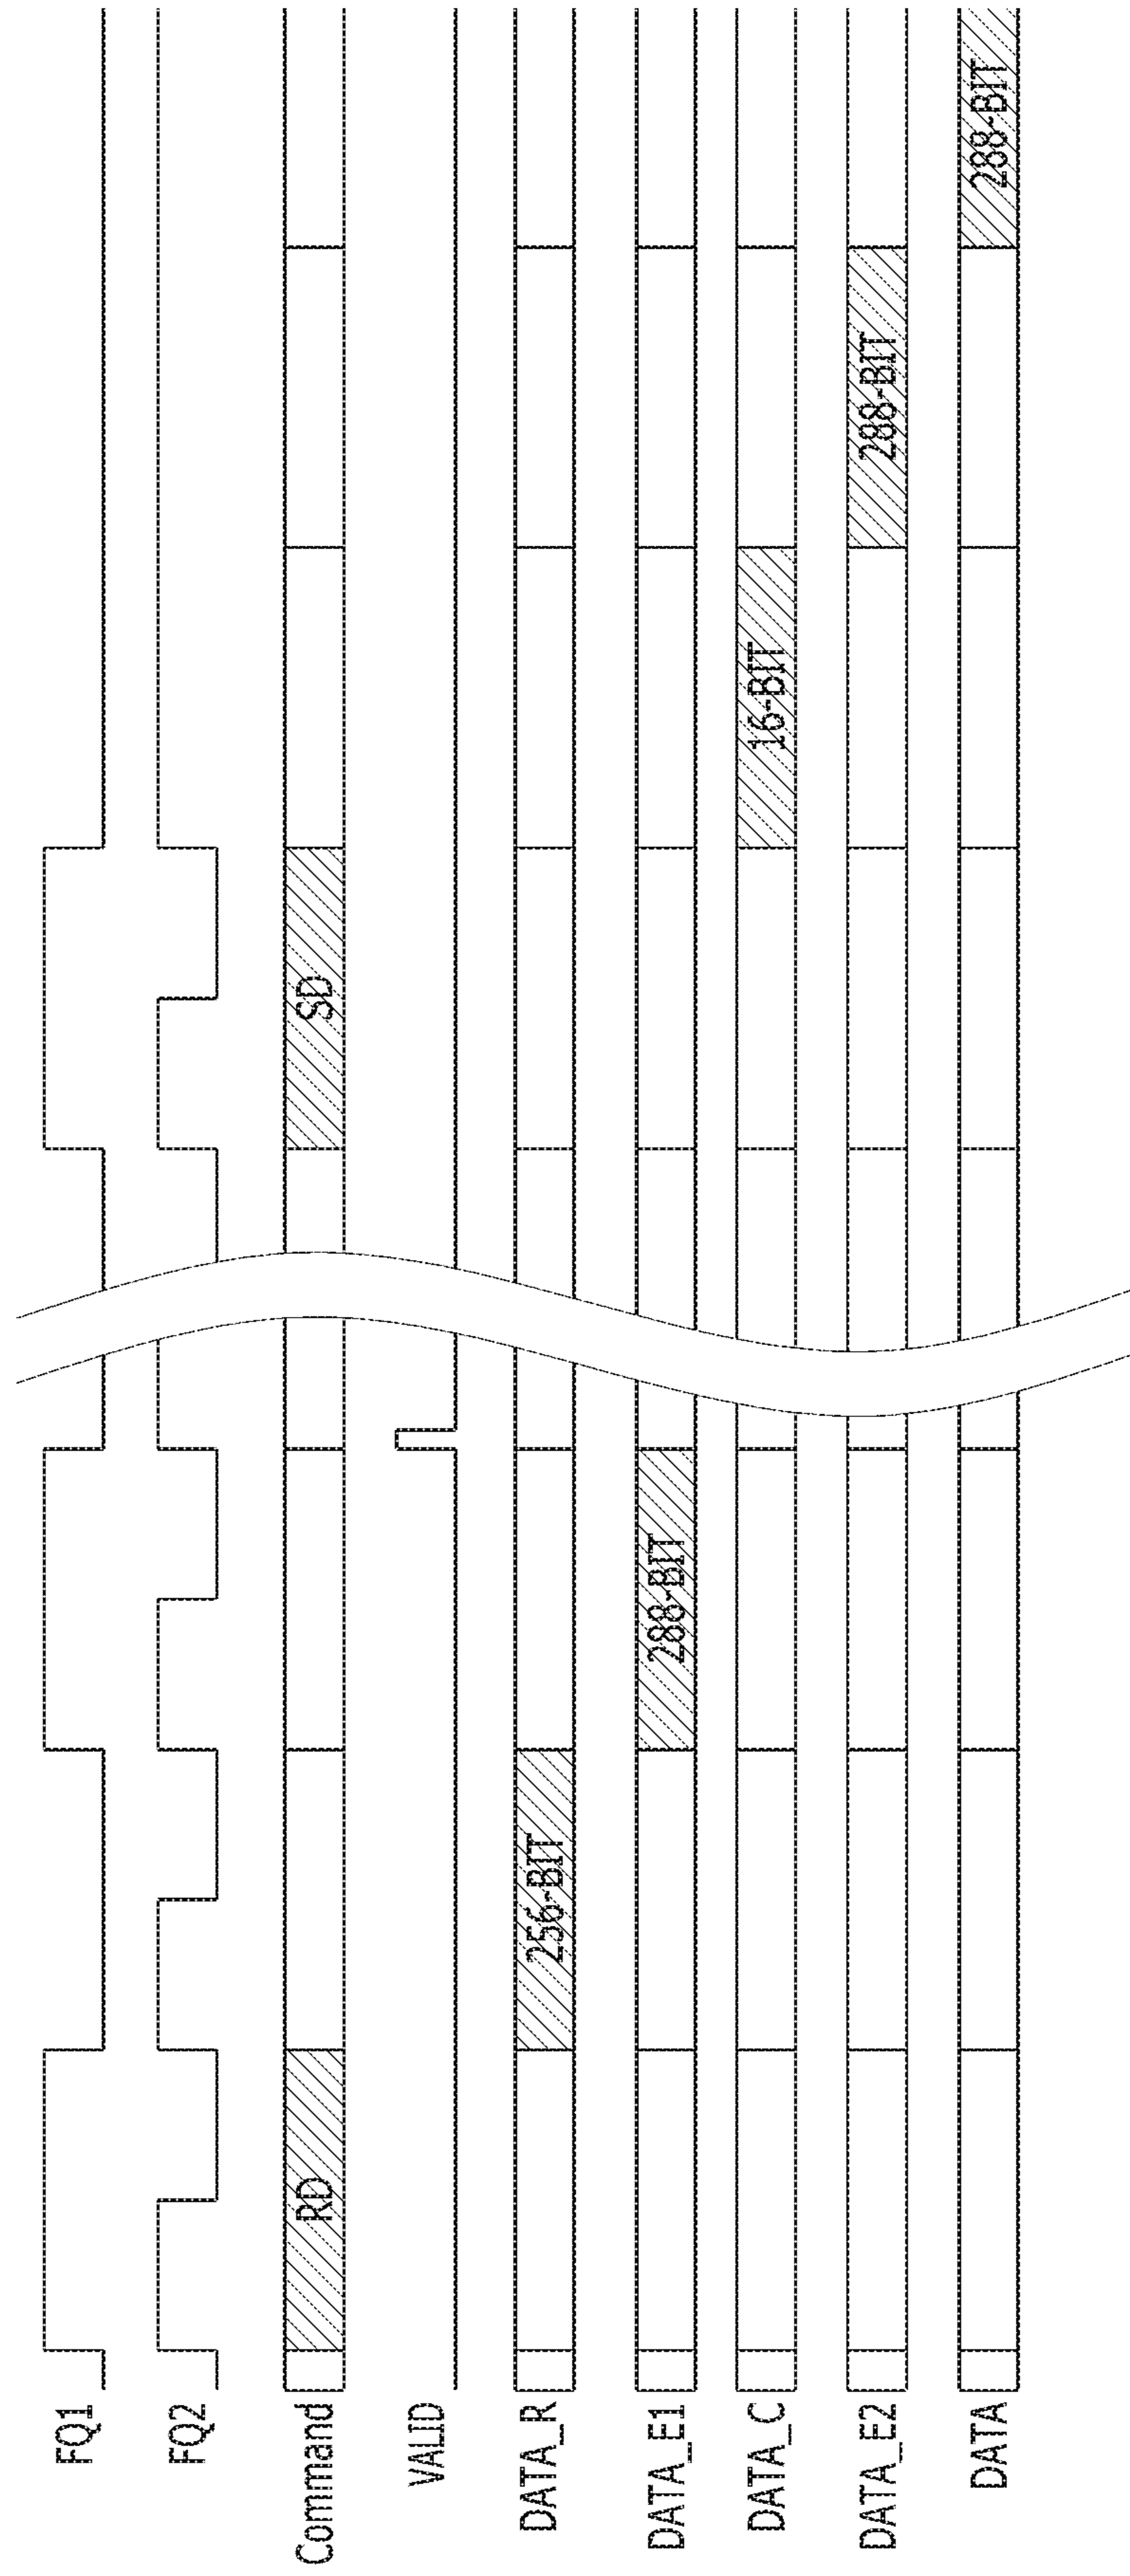 FQ1
FQ2
Command
RD
SD
VALID
DATA_R
256-BIT
DATA_E1
288-BIT
DATA_C
16-BIT
DATA_E2
288-BIT
DATA
288-BIT